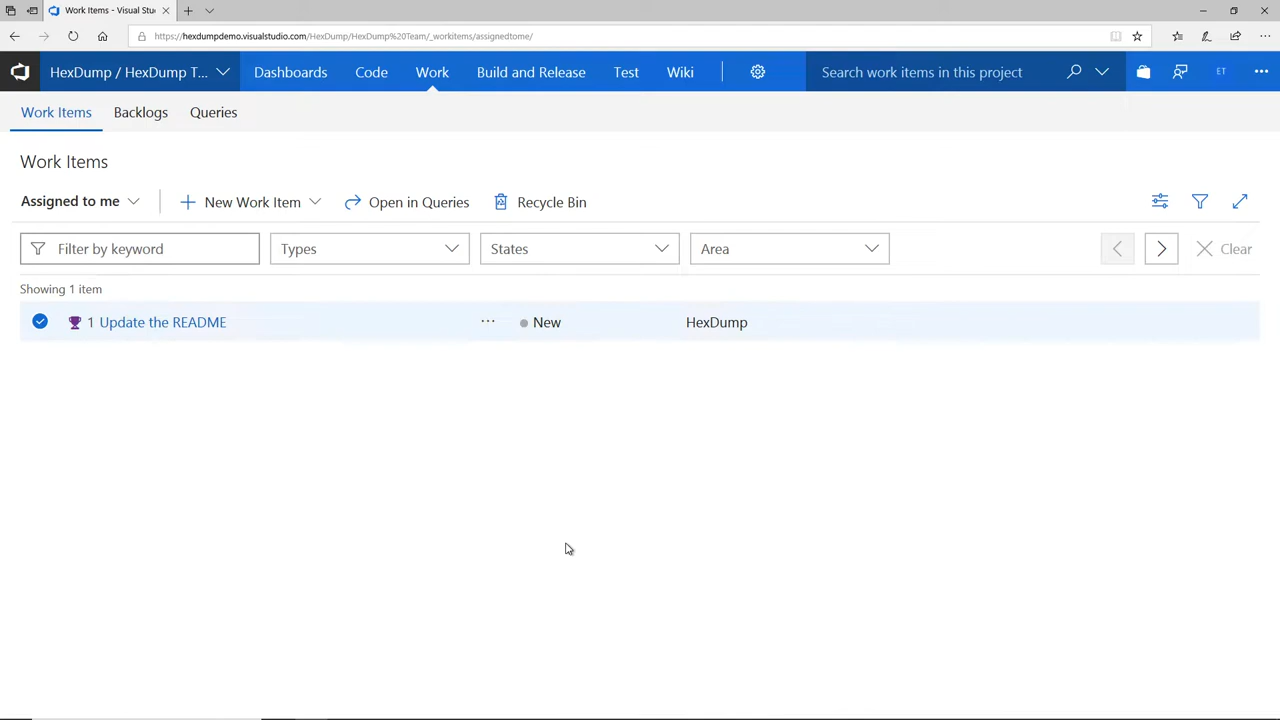 Work Items - Visual Stu
https://hexdumpdemo.visualstudio.com/HexDump/HexDump%20Team/_workitems/assignedtome/
HexDump / HexDump T... Dashboards Code Work Build and Release Test Wiki Search work items in this project ET
Work Items Backlogs Queries
Work Items
Assigned to me New Work Item Open in Queries Recycle Bin
Filter by keyword Types States Area Clear
Showing 1 item
1 Update the README ... New HexDump